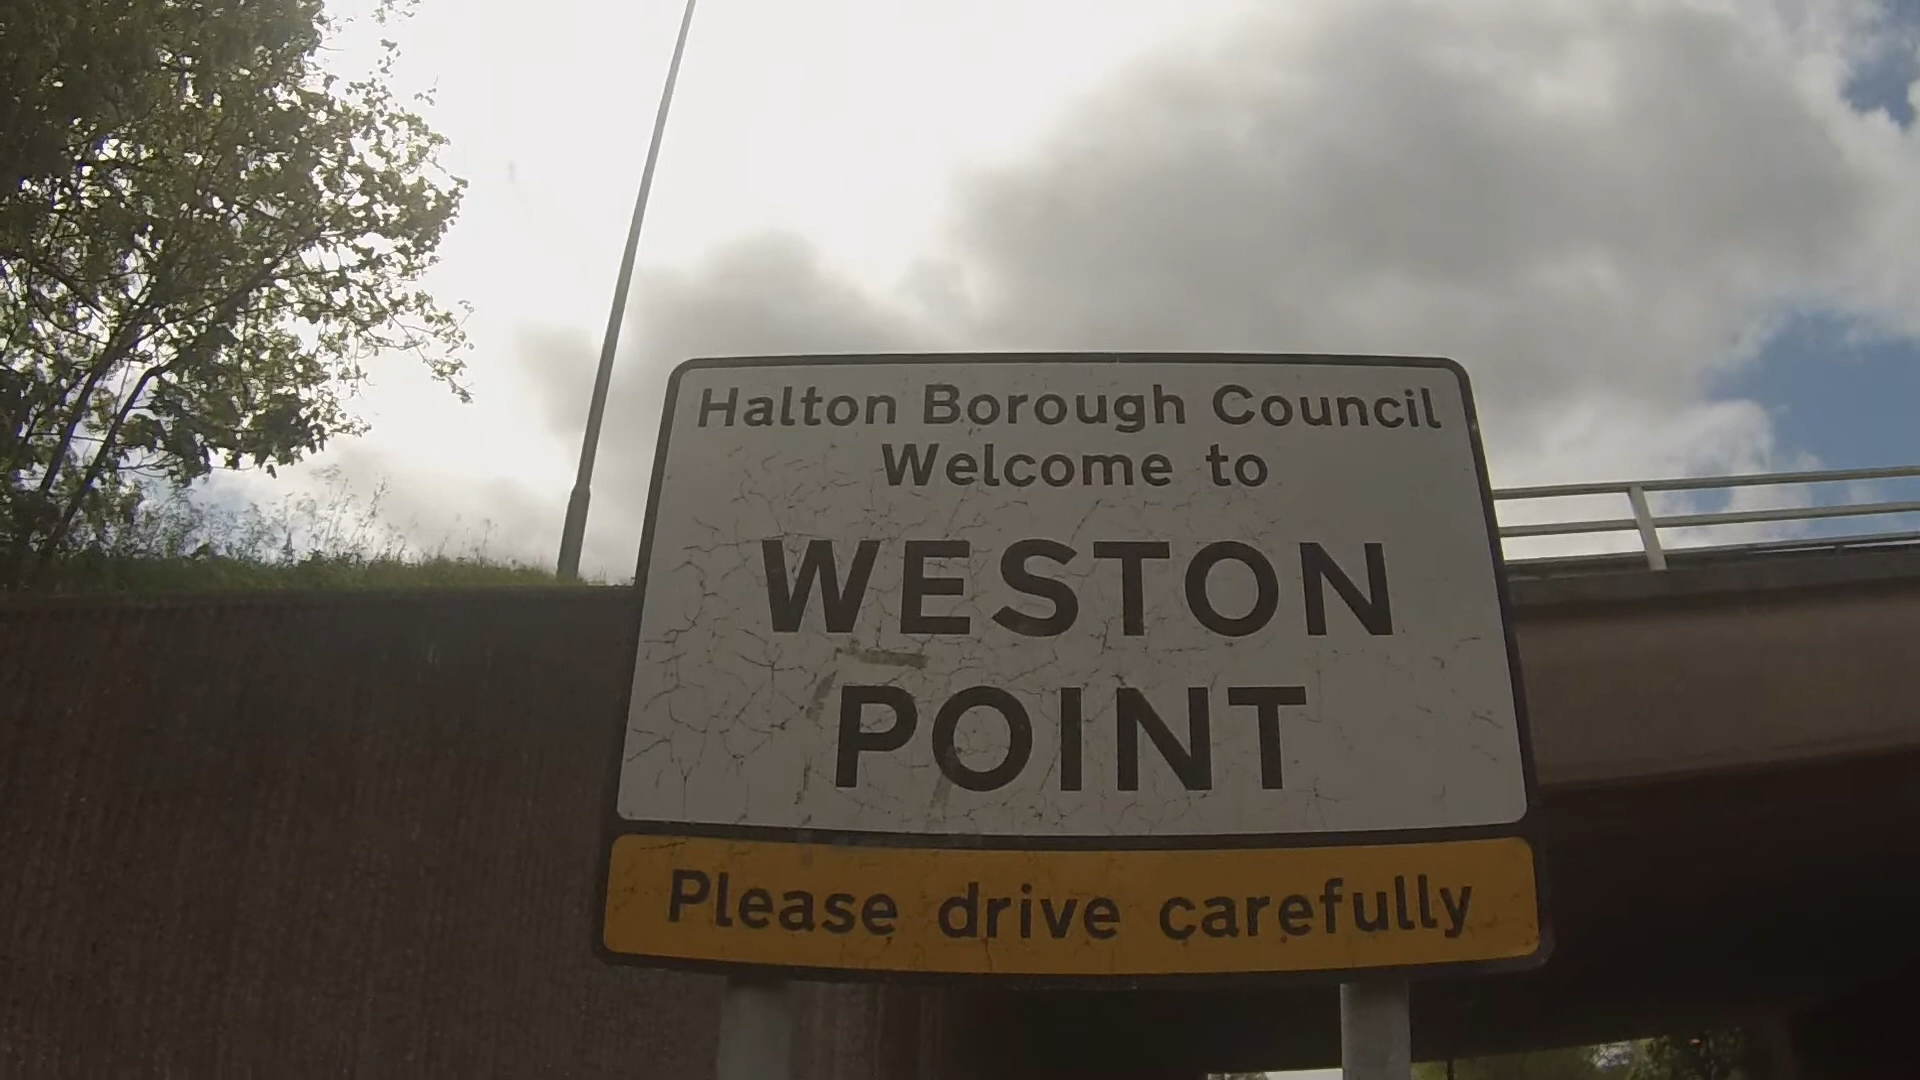 Halton Borough Council
Welcome to
WESTON
POINT
Please drive carefully